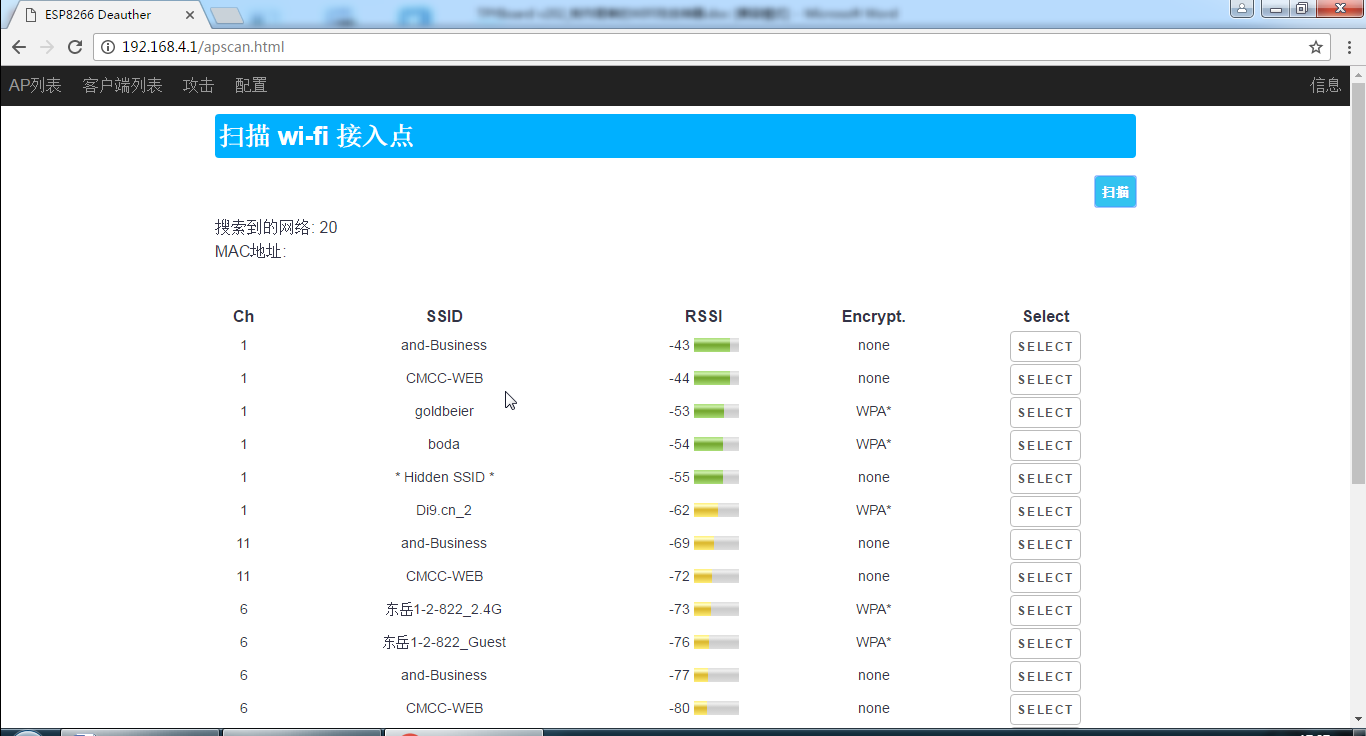 ESP8266 Deauther
192.168.4.1/apscan.html
AP列表 客户端列表 攻击 配置 信息
扫描 wi-fi 接入点
扫描
搜索到的网络: 20
MAC地址:
Ch SSID RSSI Encrypt. Select
1 and-Business -43 none SELECT
1 CMCC-WEB -44 none SELECT
1 goldbeier -53 WPA* SELECT
1 boda -54 WPA* SELECT
1 * Hidden SSID * -55 none SELECT
1 Di9.cn_2 -62 WPA* SELECT
11 and-Business -69 none SELECT
11 CMCC-WEB -72 none SELECT
6 东岳1-2-822_2.4G -73 WPA* SELECT
6 东岳1-2-822_Guest -76 WPA* SELECT
6 and-Business -77 none SELECT
6 CMCC-WEB -80 none SELECT